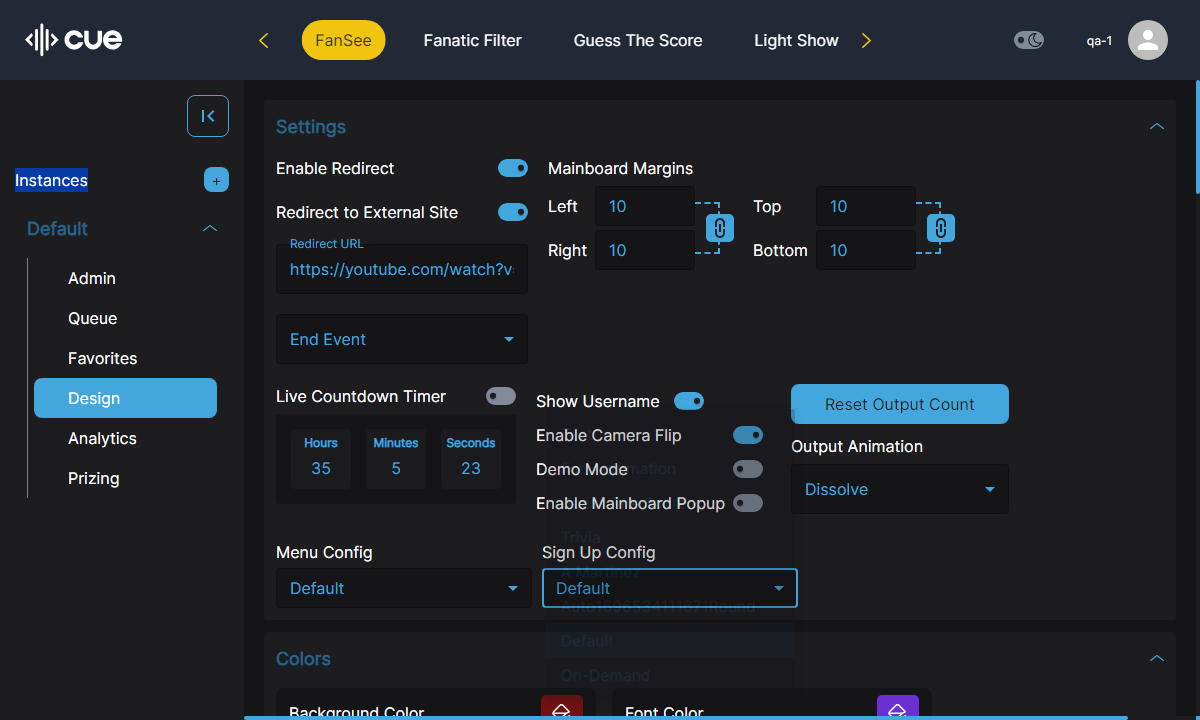 CUE
FanSee
Fanatic Filter
Guess The Score
Light Show
qa-1
Instances
+
Default
Admin
Queue
Favorites
Design
Analytics
Prizing
Settings
Enable Redirect
Redirect to External Site
Redirect URL
https://youtube.com/watch?v
End Event
Mainboard Margins
Left 10
Right 10
Top 10
Bottom 10
Live Countdown Timer
Hours Minutes Seconds
35 5 23
Show Username
Enable Camera Flip
Demo Mode
Enable Mainboard Popup
Reset Output Count
Output Animation
Dissolve
Menu Config
Default
Sign Up Config
Default
Trivia
A Martinez
Default
On-Demand
Colors
Background Color
Font Color